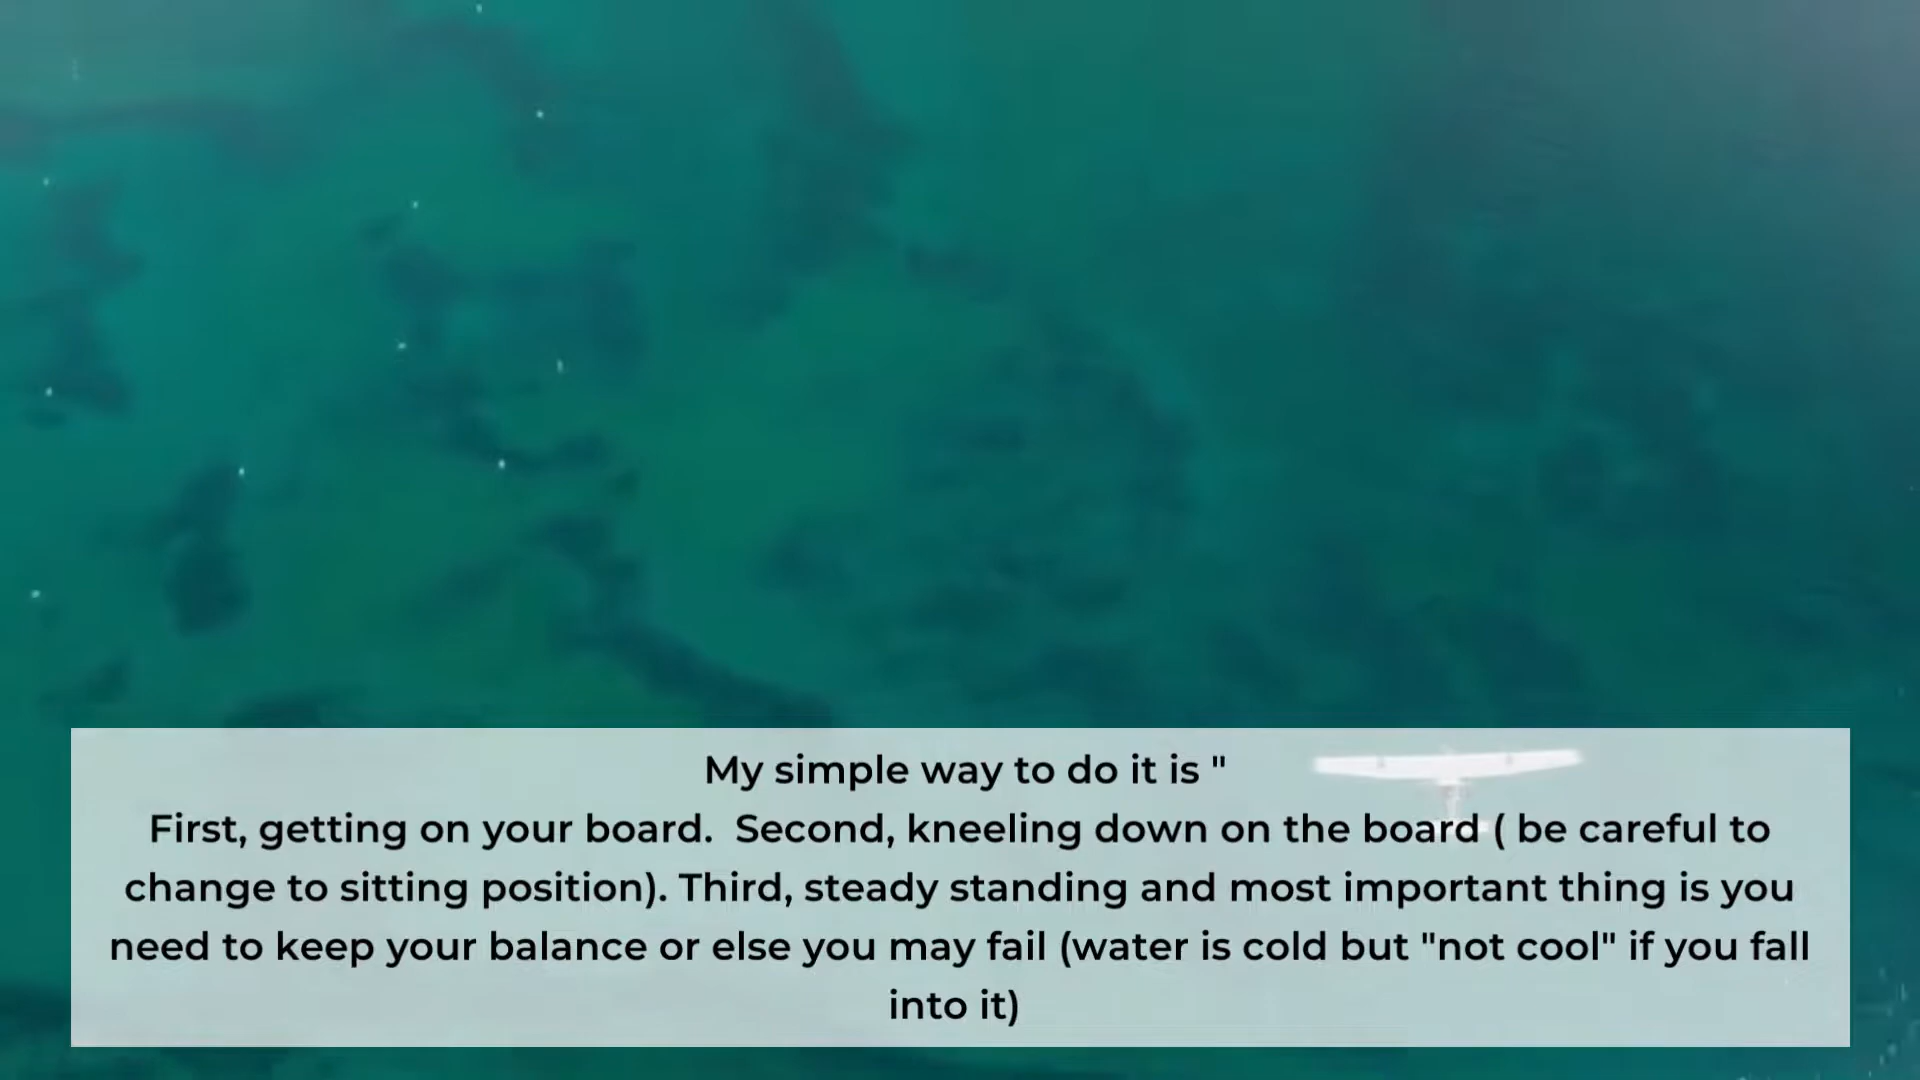 My simple way to do it is "
First, getting on your board.  Second, kneeling down on the board ( be careful to
change to sitting position). Third, steady standing and most important thing is you
need to keep your balance or else you may fail (water is cold but "not cool" if you fall
into it)